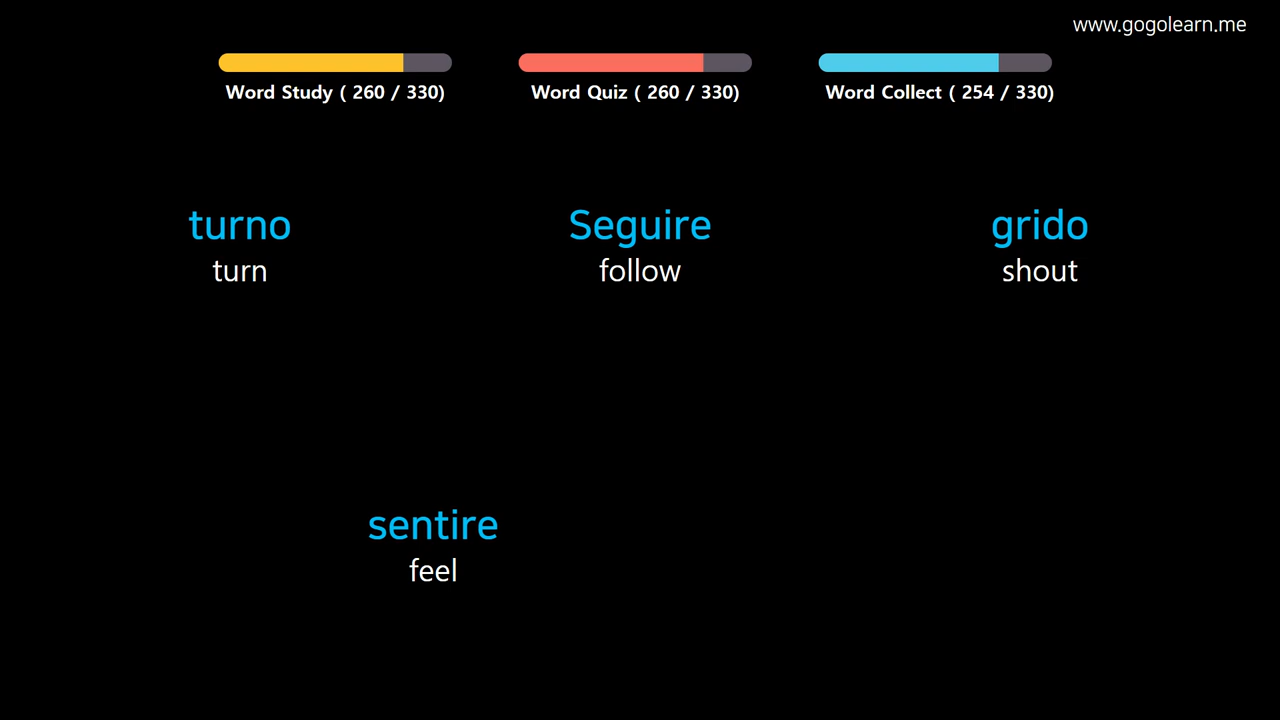 www.gogolearn.me
Word Study ( 260 / 330)
Word Quiz ( 260 / 330)
Word Collect ( 254 / 330)
turno
turn
Seguire
follow
grido
shout
sentire
feel